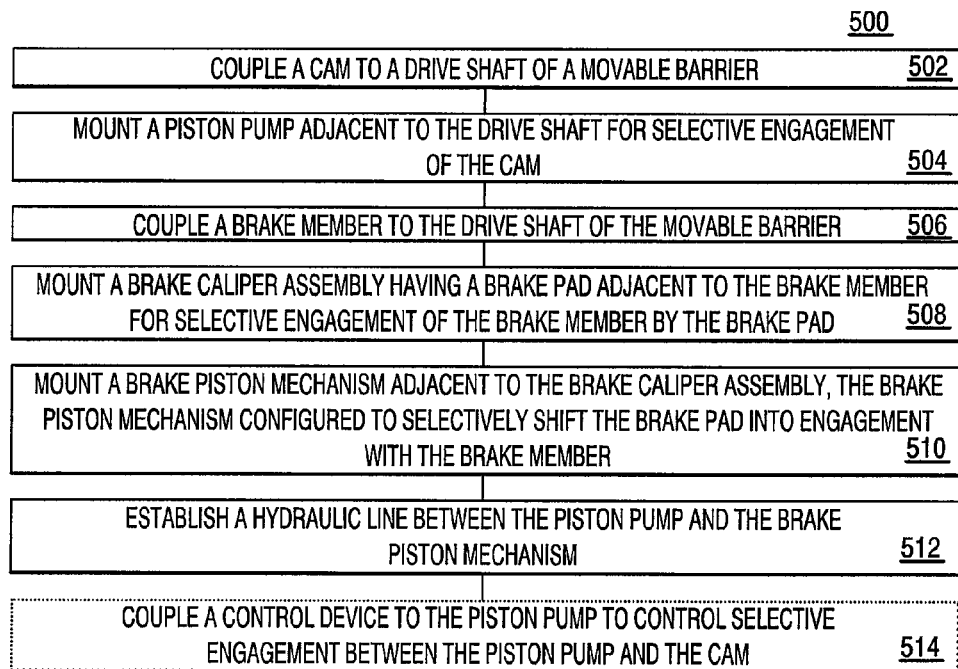 500
COUPLE A CAM TO A DRIVE SHAFT OF A MOVABLE BARRIER 502
MOUNT A PISTON PUMP ADJACENT TO THE DRIVE SHAFT FOR SELECTIVE ENGAGEMENT
OF THE CAM 504
COUPLE A BRAKE MEMBER TO THE DRIVE SHAFT OF THE MOVABLE BARRIER 506
MOUNT A BRAKE CALIPER ASSEMBLY HAVING A BRAKE PAD ADJACENT TO THE BRAKE MEMBER
FOR SELECTIVE ENGAGEMENT OF THE BRAKE MEMBER BY THE BRAKE PAD 508
MOUNT A BRAKE PISTON MECHANISM ADJACENT TO THE BRAKE CALIPER ASSEMBLY, THE BRAKE
PISTON MECHANISM CONFIGURED TO SELECTIVELY SHIFT THE BRAKE PAD INTO ENGAGEMENT
WITH THE BRAKE MEMBER 510
ESTABLISH A HYDRAULIC LINE BETWEEN THE PISTON PUMP AND THE BRAKE
PISTON MECHANISM 512
COUPLE A CONTROL DEVICE TO THE PISTON PUMP TO CONTROL SELECTIVE
ENGAGEMENT BETWEEN THE PISTON PUMP AND THE CAM 514